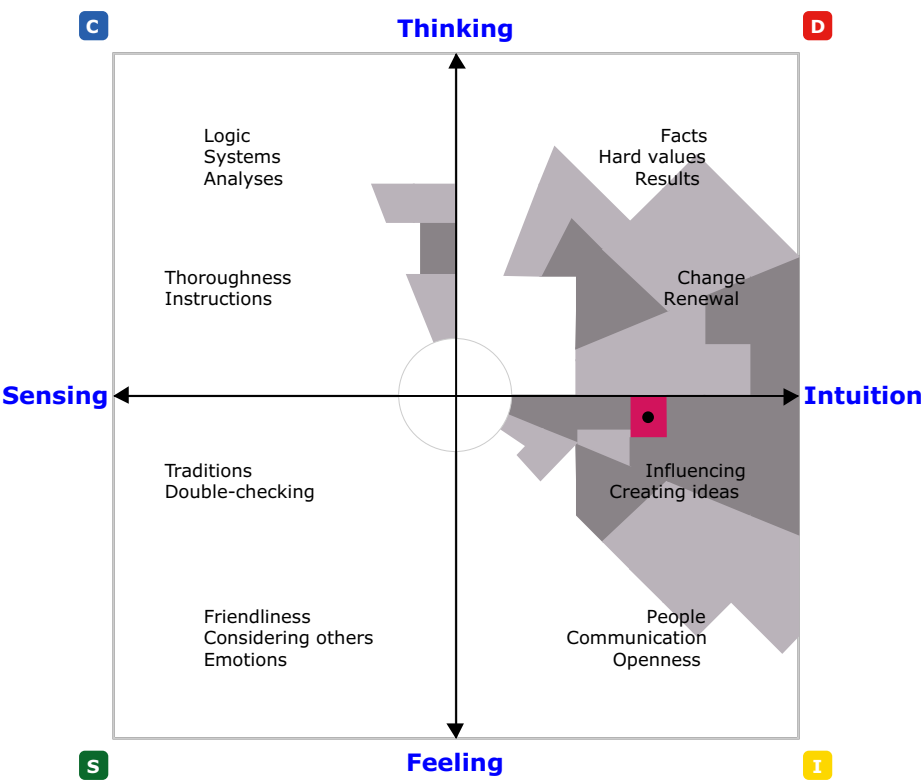 C
Thinking
D
Logic
Systems
Analyses
Facts
Hard values
Results
Thoroughness
Instructions
Change
Renewal
Sensing
Intuition
Traditions
Double-checking
Influencing
Creating ideas
Friendliness
Considering others
Emotions
People
Communication
Openness
S
Feeling
I